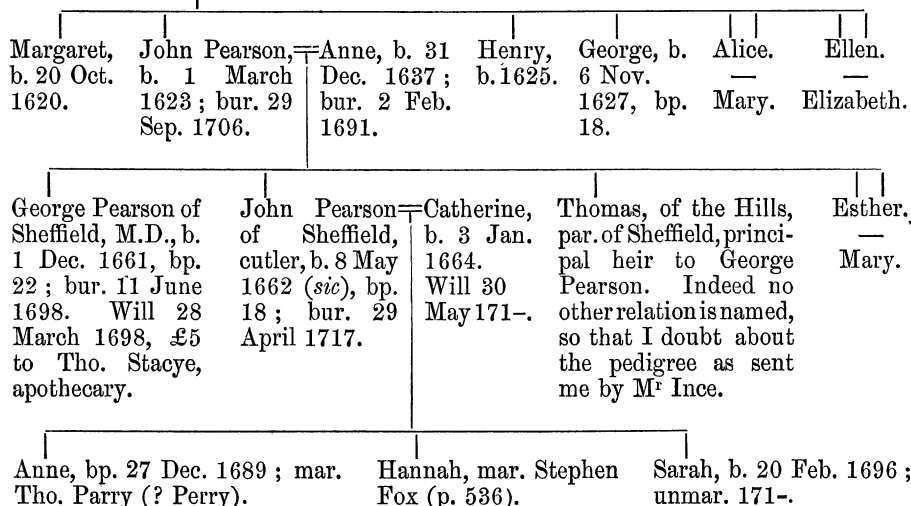 Margaret,
b. 20 Oct.
1620.
John Pearson,
b. 1 March
1623 ; bur. 29
Sep. 1706.
Anne, b. 31
Dec. 1637 ;
bur. 2 Feb.
1691.
Henry,
b. 1625.
George, b.
6 Nov.
1627, bp.
18.
Alice.
—
Mary.
Ellen.
—
Elizabeth.
George Pearson of
Sheffield, M.D., b.
1 Dec. 1661, bp.
22 ; bur. 11 June
1698. Will 28
March 1698, £5
to Tho. Stacye,
apothecary.
John Pearson
of Sheffield,
cutler, b. 8 May
1662 (sic), bp.
18 ; bur. 29
April 1717.
Catherine,
b. 3 Jan.
1664.
Will 30
May 171–.
Thomas, of the Hills,
par. of Sheffield, princi-
pal heir to George
Pearson. Indeed no
other relation is named,
so that I doubt about
the pedigree as sent
me by Mr Ince.
Esther.
—
Mary.
Anne, bp. 27 Dec. 1689 ; mar.
Tho. Parry (? Perry).
Hannah, mar. Stephen
Fox (p. 536).
Sarah, b. 20 Feb. 1696 ;
unmar. 171–.